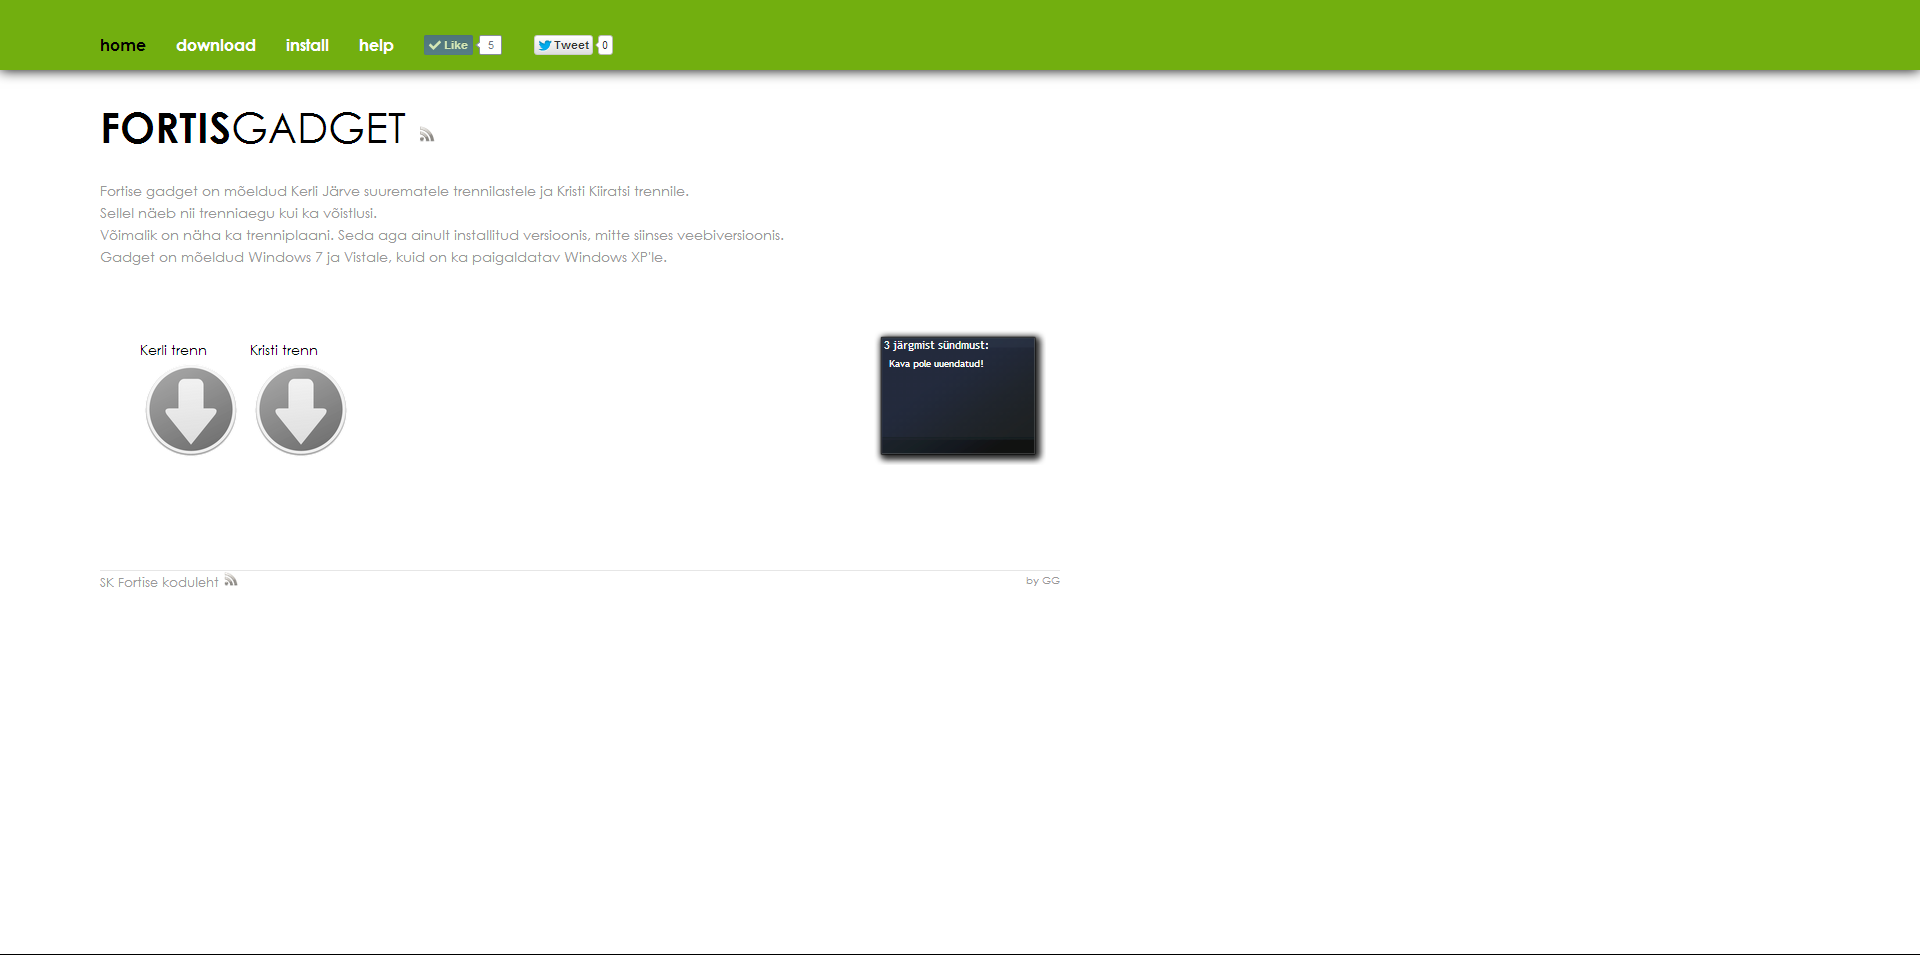 home download install help Like 5 Tweet 0
FORTISGADGET
Fortise gadget on mõeldud Kerli Järve suurematele trennilastele ja Kristi Kiiratsi trennile.
Sellel näeb nii trenniaegu kui ka võistlusi.
Võimalik on näha ka trenniplaani. Seda aga ainult installitud versioonis, mitte siinses veebiversioonis.
Gadget on mõeldud Windows 7 ja Vistale, kuid on ka paigaldatav Windows XP'le.
Kerli trenn Kristi trenn
3 järgmist sündmust:
Kava pole uuendatud!
SK Fortise koduleht
by GG